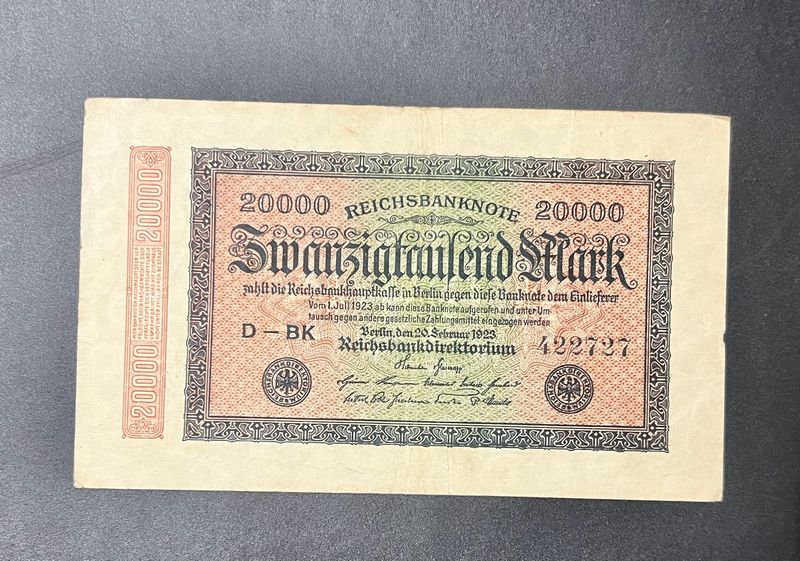 20000 REICHSBANKNOTE 20000
Zwanzigtausend Mark
zahlt die Reichsbankhauptkasse in Berlin gegen diese Banknote dem Einlieferer
Vom 1. Juli 1923 ab kann diese Banknote aufgerufen und unter Um-
tausch gegen andere gesetzliche Zahlungsmittel eingezogen werden
Berlin, den 20. Februar 1923
D – BK Reichsbankdirektorium 422727
20000
20000